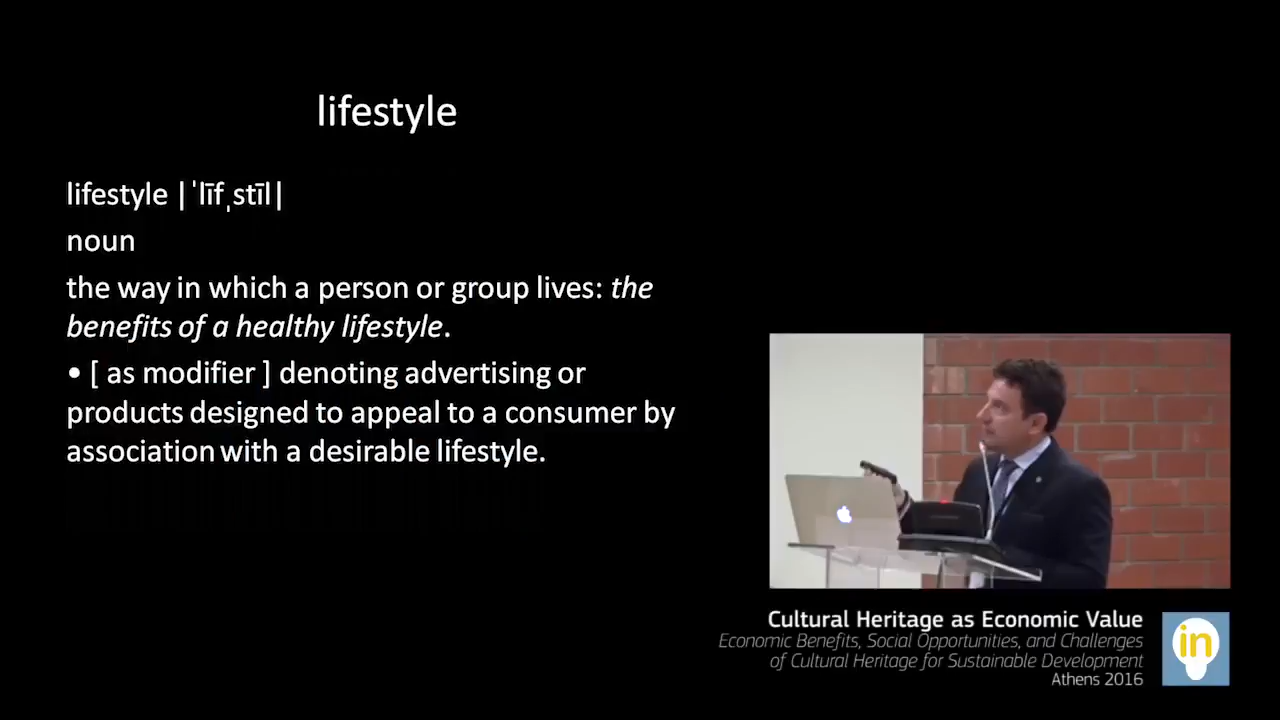 lifestyle
lifestyle |ˈlīfˌstīl|
noun
the way in which a person or group lives: the
benefits of a healthy lifestyle.
• [ as modifier ] denoting advertising or
products designed to appeal to a consumer by
association with a desirable lifestyle.
Cultural Heritage as Economic Value
Economic Benefits, Social Opportunities, and Challenges
of Cultural Heritage for Sustainable Development
Athens 2016
in